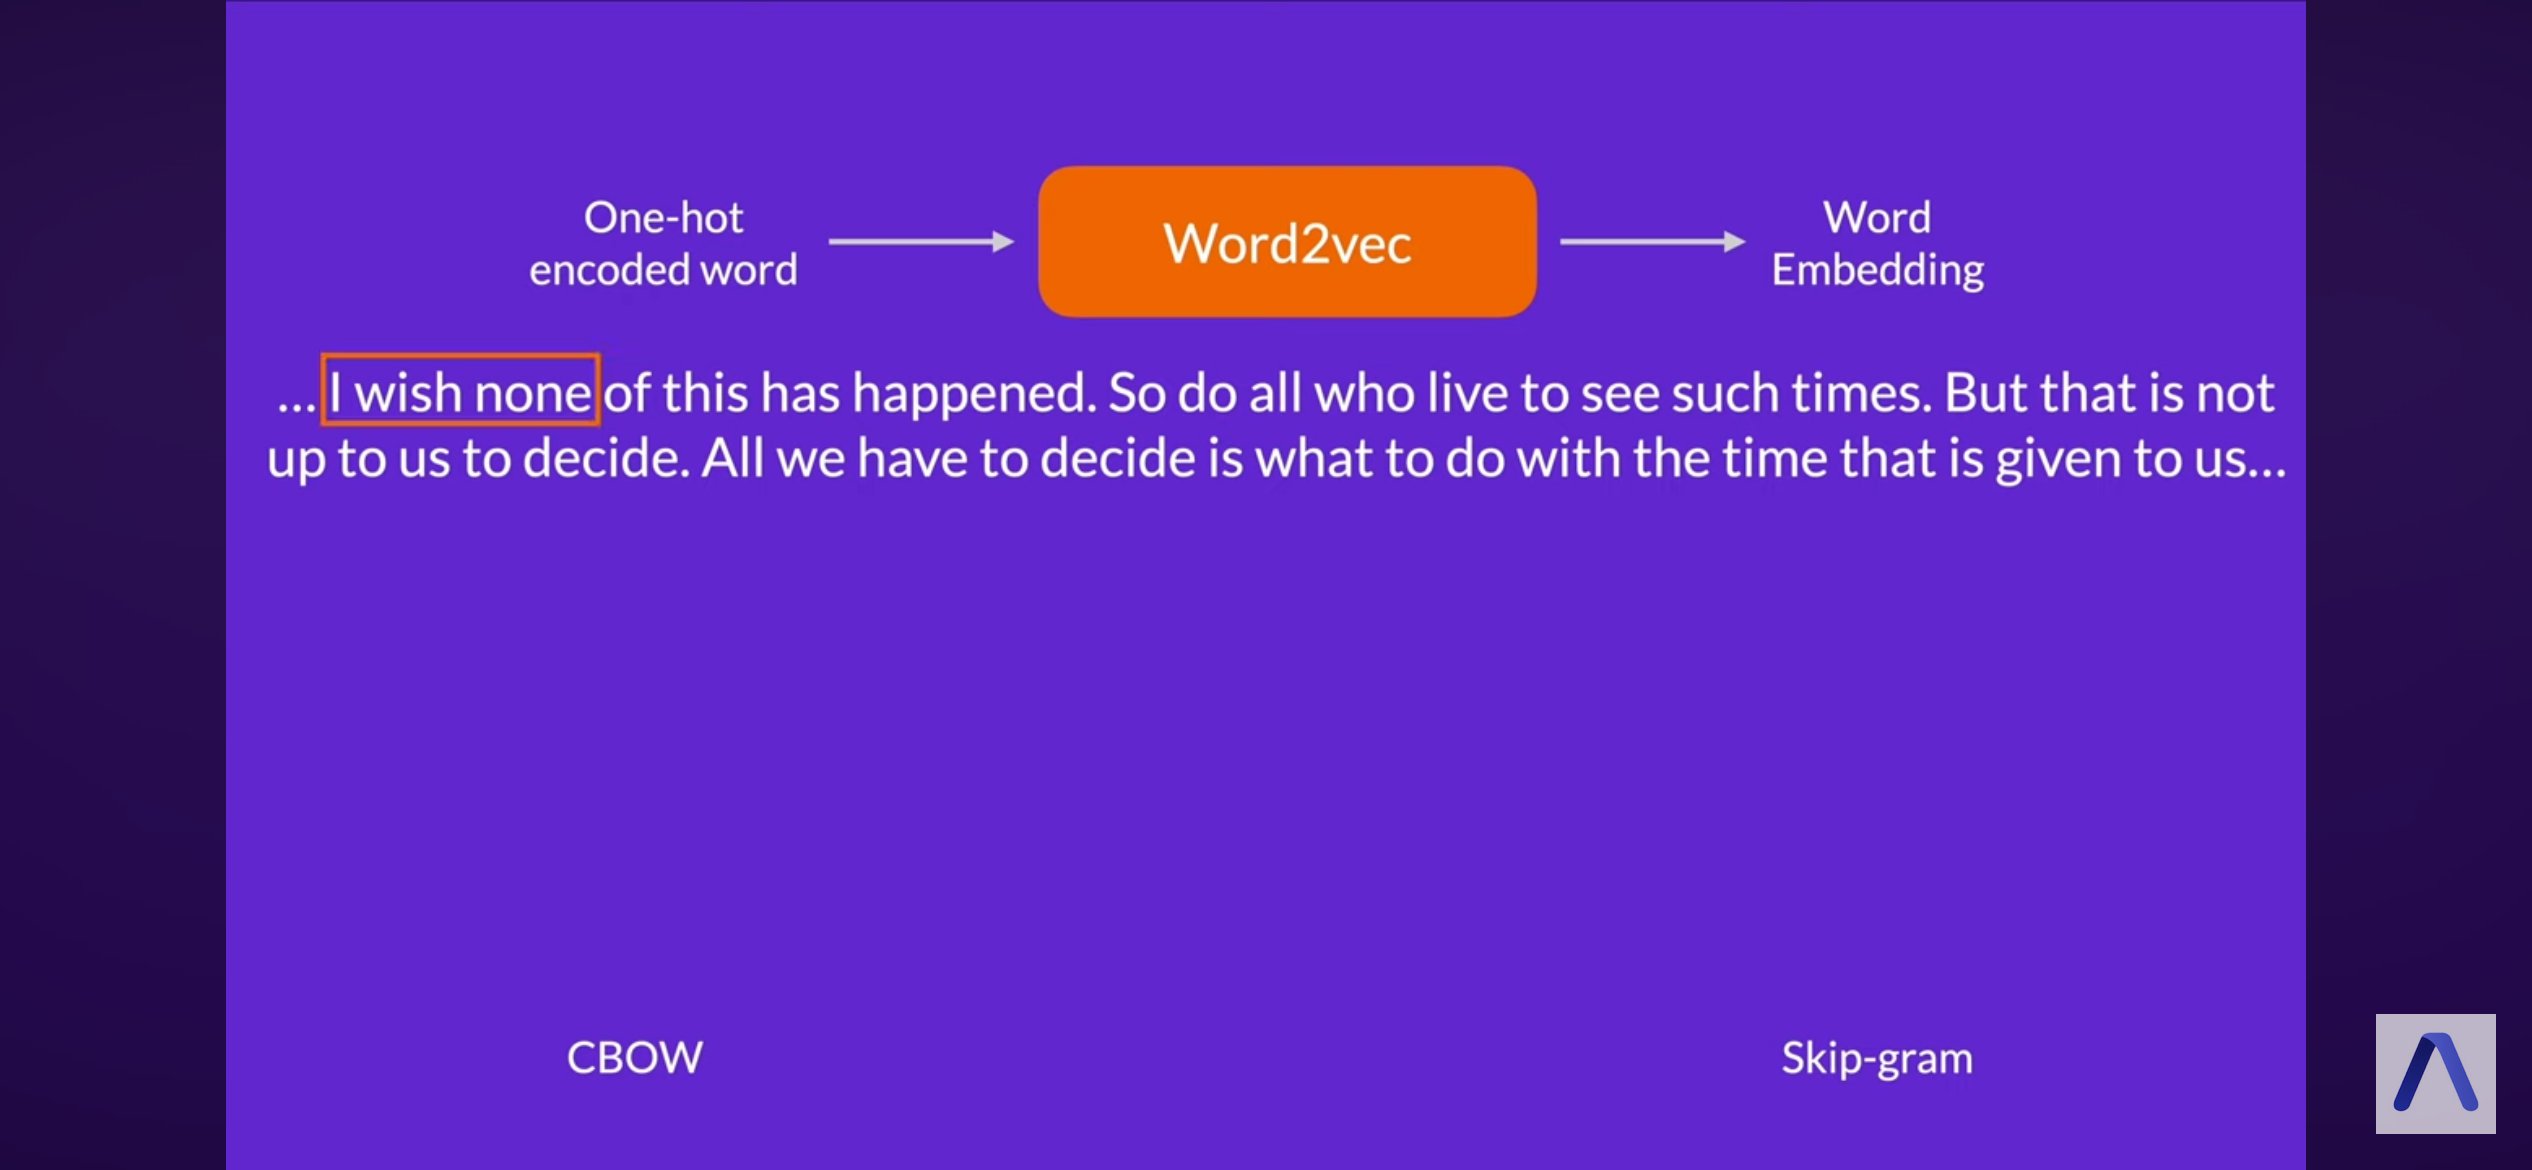 One-hot
encoded word
Word2vec
Word
Embedding
... I wish none of this has happened. So do all who live to see such times. But that is not
up to us to decide. All we have to decide is what to do with the time that is given to us...
CBOW
Skip-gram